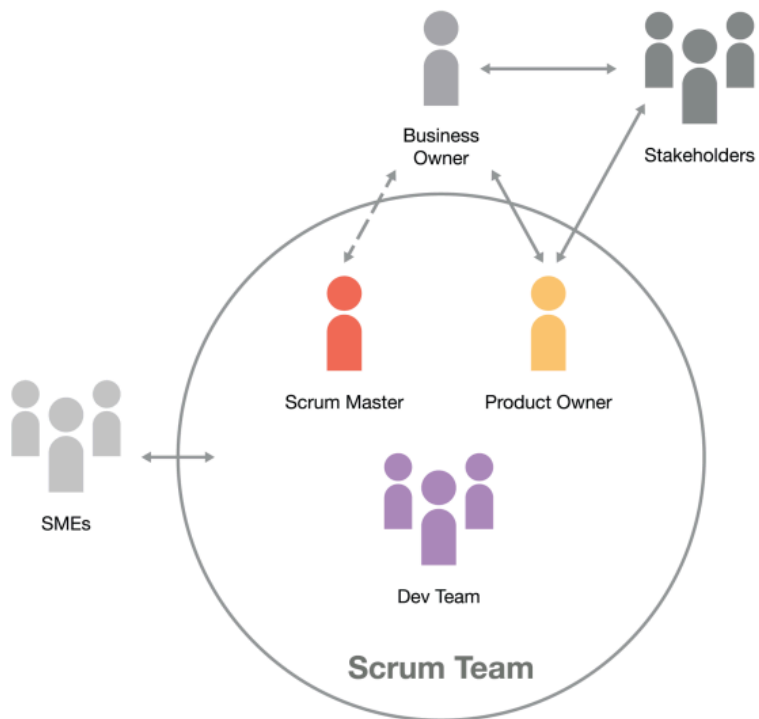 Business
Owner
Stakeholders
Scrum Master
Product Owner
SMEs
Dev Team
Scrum Team